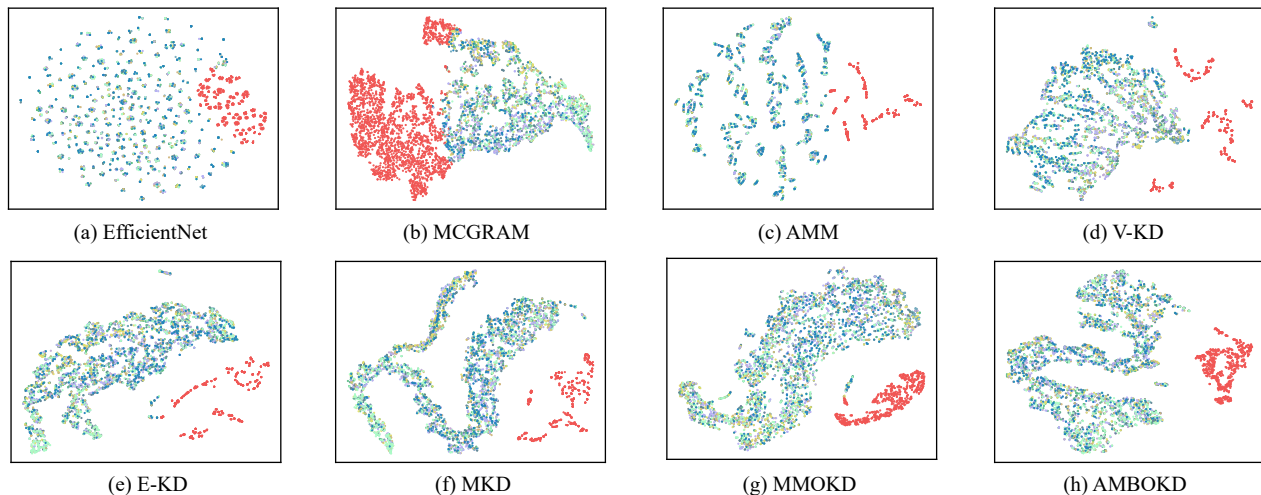 (a) EfficientNet
(b) MCGRAM
(c) AMM
(d) V-KD
(e) E-KD
(f) MKD
(g) MMOKD
(h) AMBOKD